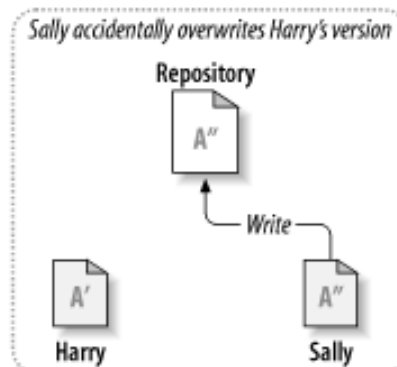 Sally accidentally overwrites Harry's version
Repository
A"
Write
A'
A"
Harry
Sally